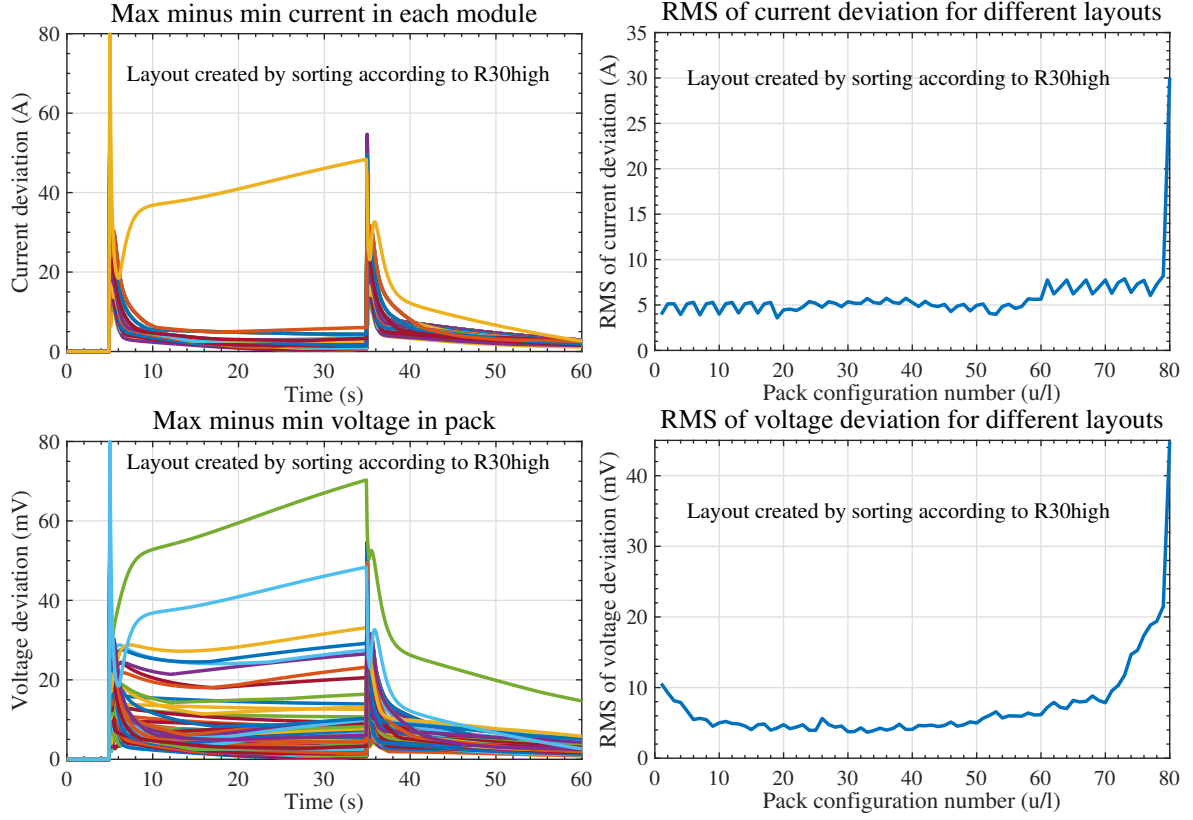 Max minus min current in each module
Layout created by sorting according to R30high
Current deviation (A)
80
60
40
20
0
0 10 20 30 40 50 60
Time (s)
RMS of current deviation for different layouts
Layout created by sorting according to R30high
RMS of current deviation (A)
35
30
25
20
15
10
5
0
0 10 20 30 40 50 60 70 80
Pack configuration number (u/l)
Max minus min voltage in pack
Layout created by sorting according to R30high
Voltage deviation (mV)
80
60
40
20
0
0 10 20 30 40 50 60
Time (s)
RMS of voltage deviation for different layouts
Layout created by sorting according to R30high
RMS of voltage deviation (mV)
40
30
20
10
0
0 10 20 30 40 50 60 70 80
Pack configuration number (u/l)